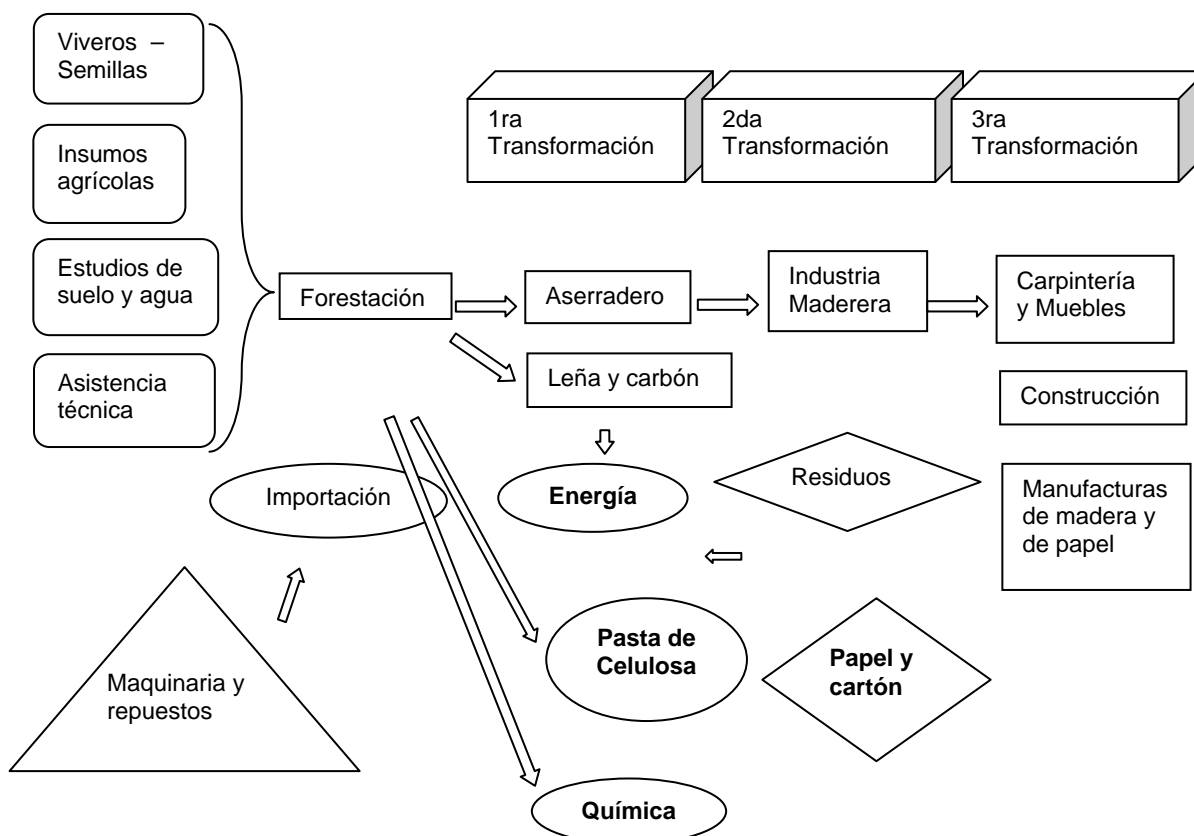 Viveros –
Semillas
Insumos
agrícolas
Estudios de
suelo y agua
Asistencia
técnica
1ra
Transformación
2da
Transformación
3ra
Transformación
Forestación
Aserradero
Industria
Maderera
Carpintería
y Muebles
Leña y carbón
Construcción
Importación
Energía
Residuos
Manufacturas
de madera y
de papel
Maquinaria y
repuestos
Pasta de
Celulosa
Papel y
cartón
Química